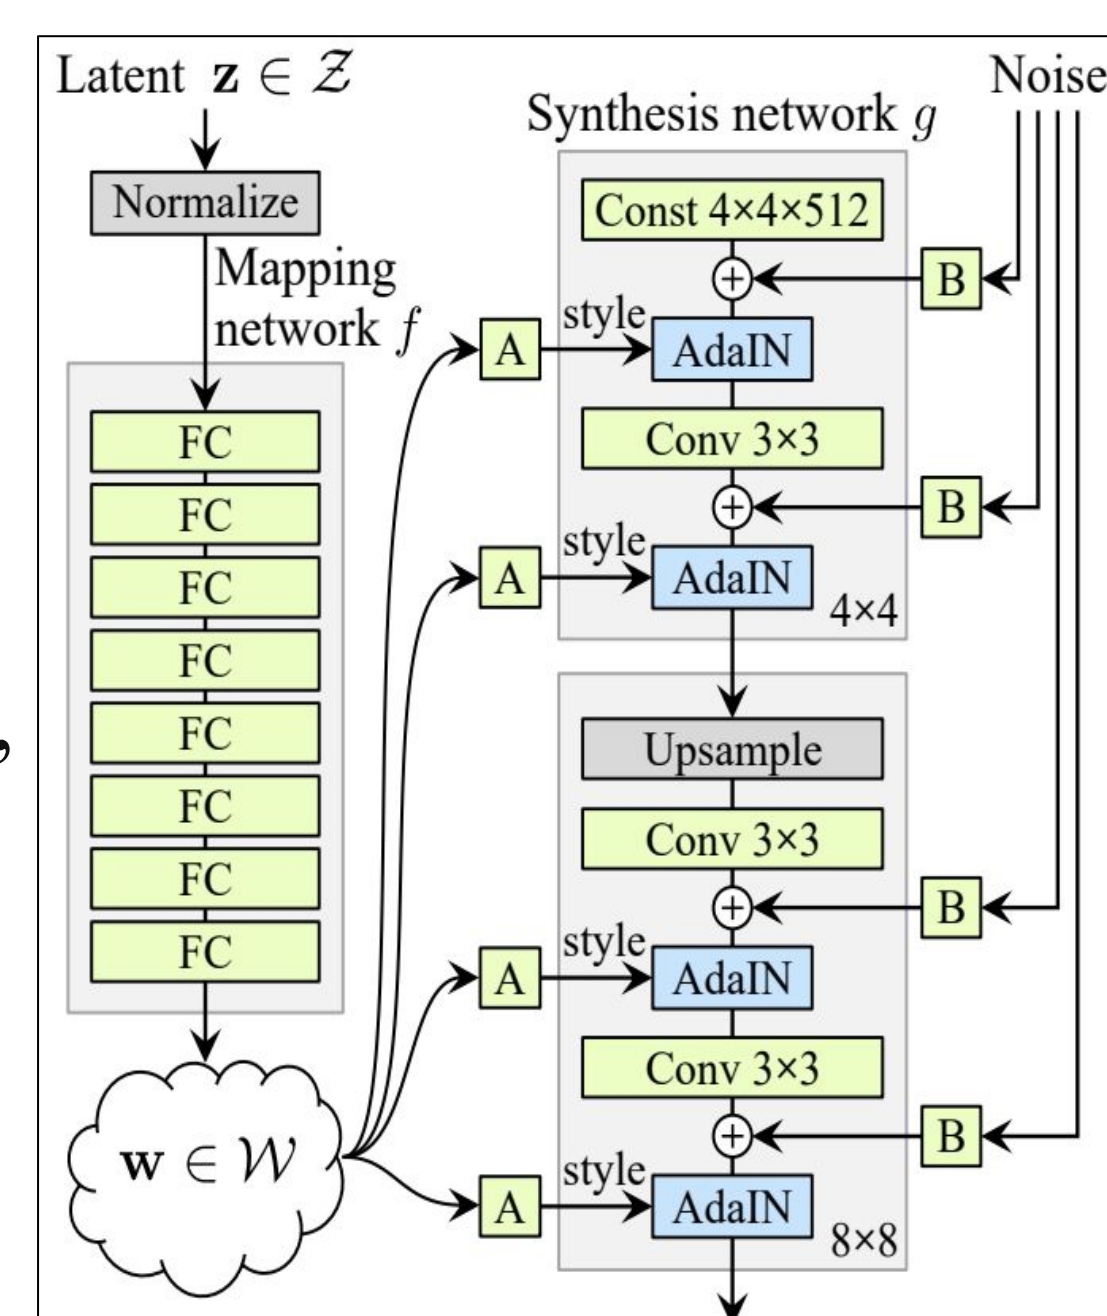 Latent z ∈ 𝒵
Normalize
Mapping
network f
FC
FC
FC
FC
FC
FC
FC
FC
w ∈ 𝒲
,
Synthesis network g
Noise
Const 4×4×512
+
B
A
style
AdaIN
Conv 3×3
+
B
A
style
AdaIN
4×4
Upsample
Conv 3×3
+
B
A
style
AdaIN
Conv 3×3
+
B
A
style
AdaIN
8×8